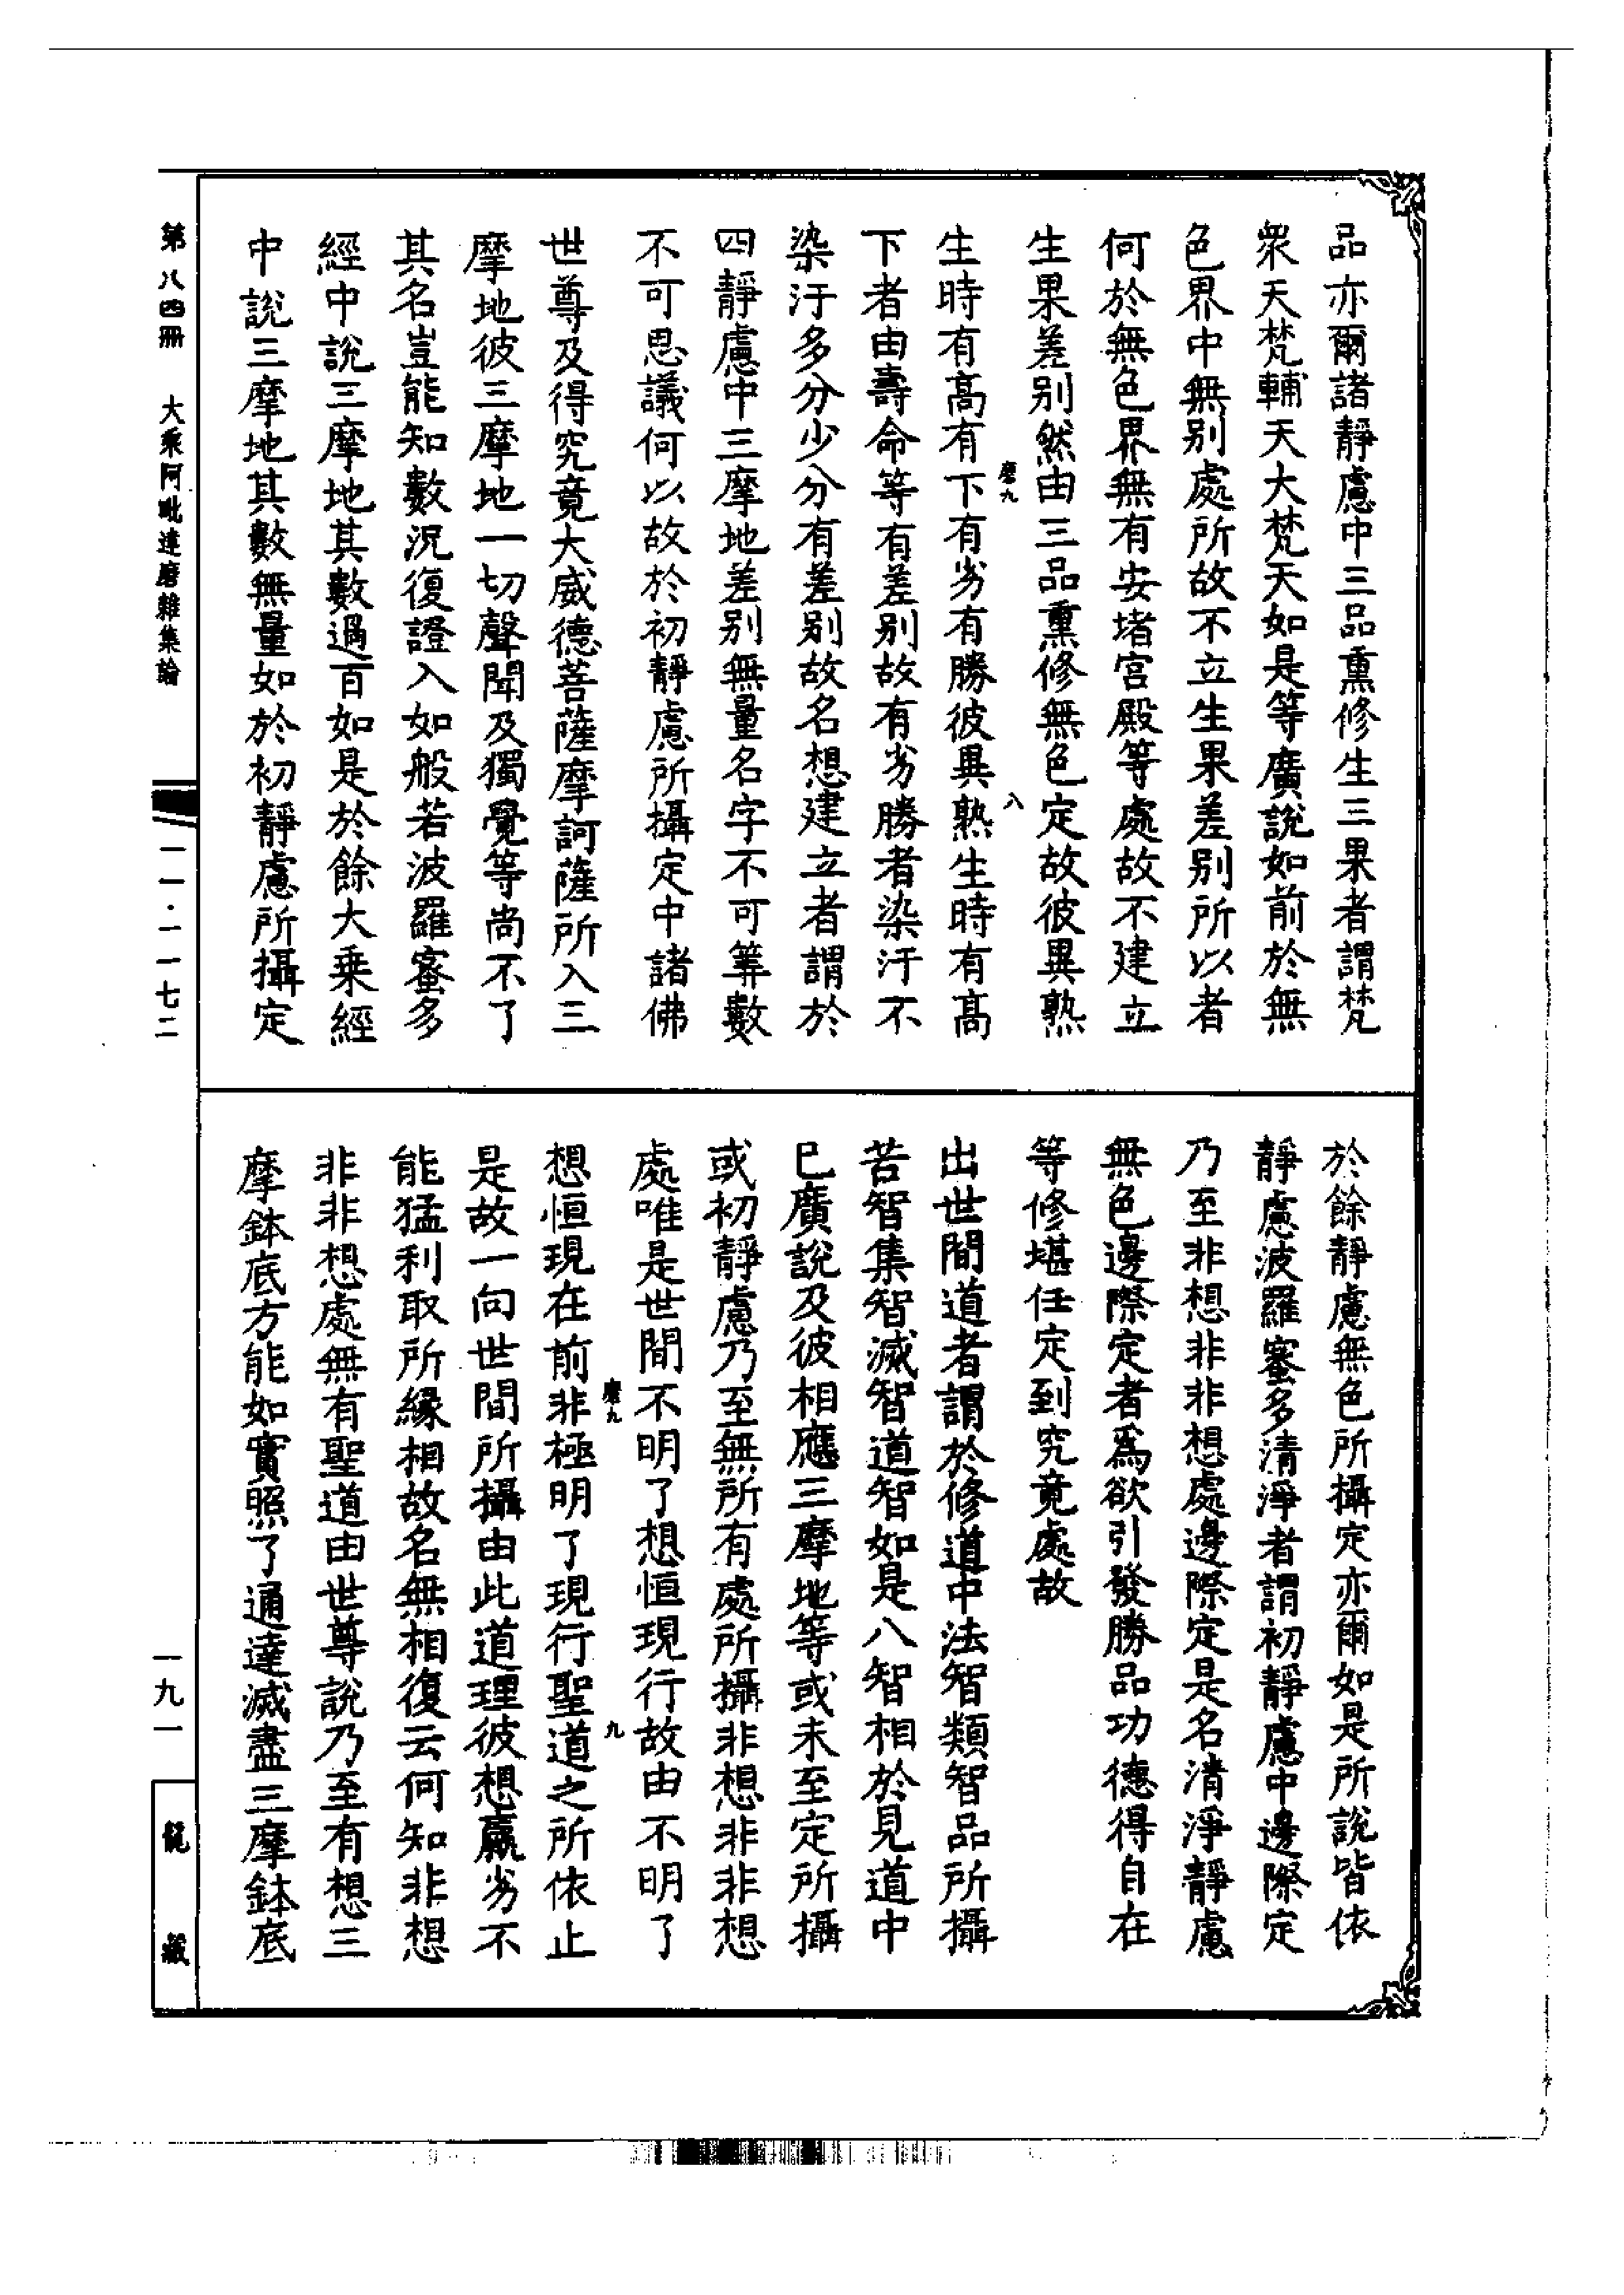 品亦爾諸靜慮中三品熏修生三果者謂梵
衆天梵輔天大梵天如是等廣說如前於無
色界中無别處所故不立生果差别所以者
何於無色界無有安堵宮殿等處故不建立
生果差别然由三品熏修無色定故彼異熟
磨九
八
生時有高有下有劣有勝彼異熟生時有高
下者由壽命等有差别故有劣勝者染汙不
染汙多分少分有差别故名想建立者謂於
四靜慮中三摩地差别無量名字不可筭數
不可思議何以故於初靜慮所攝定中諸佛
世尊及得究竟大威德菩薩摩訶薩所入三
摩地彼三摩地一切聲聞及獨覺等尚不了
其名豈能知數況復證入如般若波羅蜜多
經中說三摩地其數過百如是於餘大乗經
中說三摩地其數無量如於初靜慮所攝定
於餘靜慮無色所攝定亦爾如是所說皆依
靜慮波羅蜜多清淨者謂初靜慮中邊際定
乃至非想非非想處邊際定是名清淨靜慮
無色邊際定者爲欲引發勝品功德得自在
等修堪任定到究竟處故
出世間道者謂於修道中法智類智品所攝
苦智集智滅智道智如是八智相於見道中
已廣說及彼相應三摩地等或未至定所攝
或初靜慮乃至無所有處所攝非想非非想
處唯是世間不明了想恒現行故由不明了
磨九
九
想恒現在前非極明了現行聖道之所依止
是故一向世間所攝由此道理彼想羸劣不
能猛利取所緣相故名無相復云何知非想
非非想處無有聖道由世尊說乃至有想三
摩鉢底方能如實照了通達滅盡三摩鉢底
第八四冊 大乘阿毗達磨雜集論
一一·一一七二
一九一
龍藏